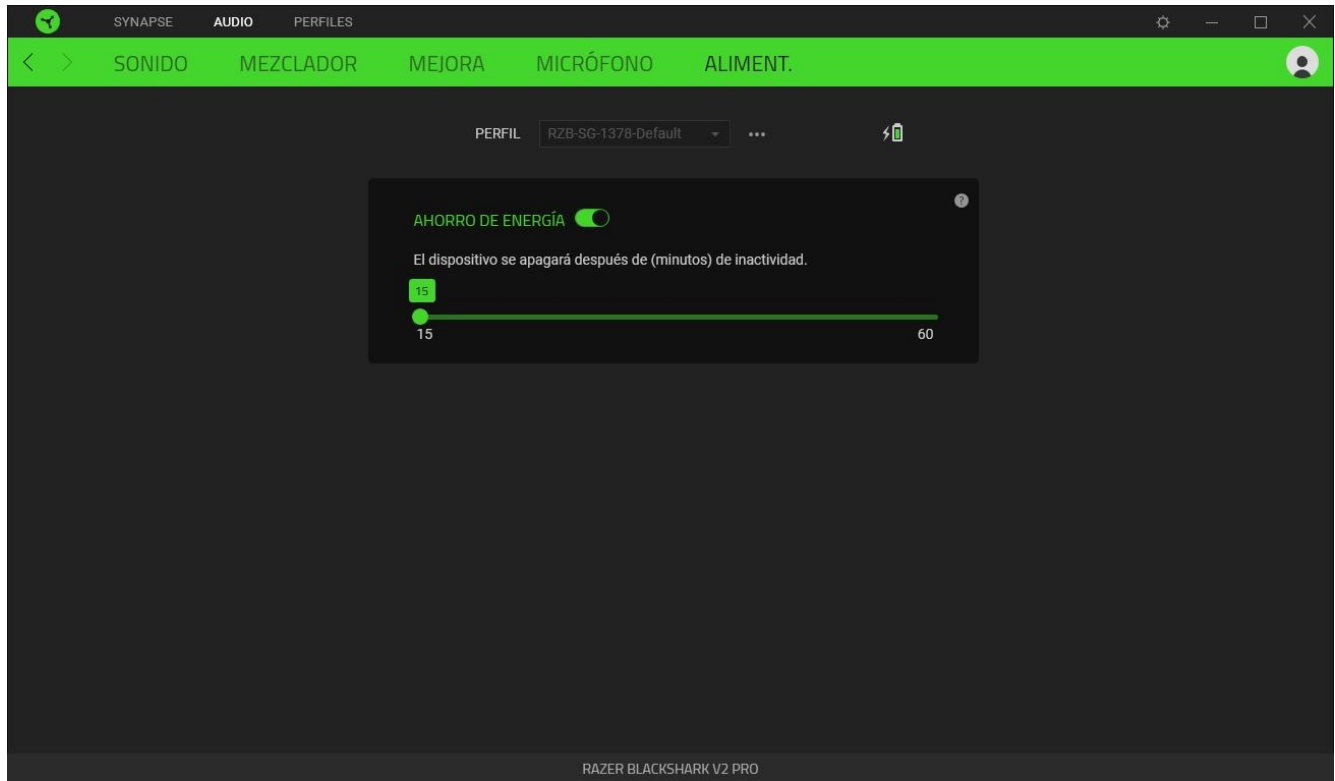 SYNAPSE AUDIO PERFILES
SONIDO MEZCLADOR MEJORA MICRÓFONO ALIMENT.
PERFIL RZB-SG-1378-Default
AHORRO DE ENERGÍA
?
El dispositivo se apagará después de (minutos) de inactividad.
15
15 60
RAZER BLACKSHARK V2 PRO